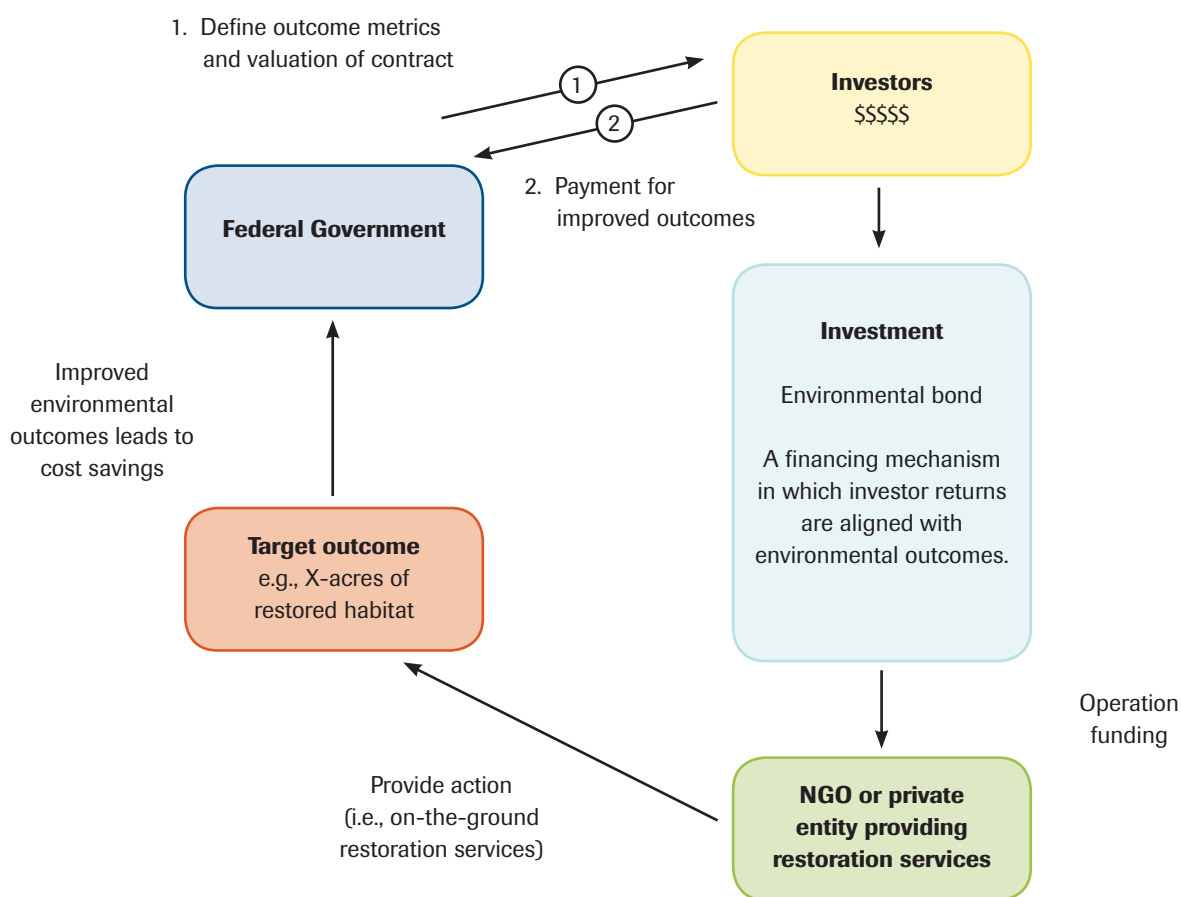 1. Define outcome metrics
and valuation of contract
1
2
2. Payment for
improved outcomes
Investors
$$$$$
Federal Government
Investment
Environmental bond
A financing mechanism
in which investor returns
are aligned with
environmental outcomes.
Improved
environmental
outcomes leads to
cost savings
Target outcome
e.g., X-acres of
restored habitat
Operation
funding
Provide action
(i.e., on-the-ground
restoration services)
NGO or private
entity providing
restoration services